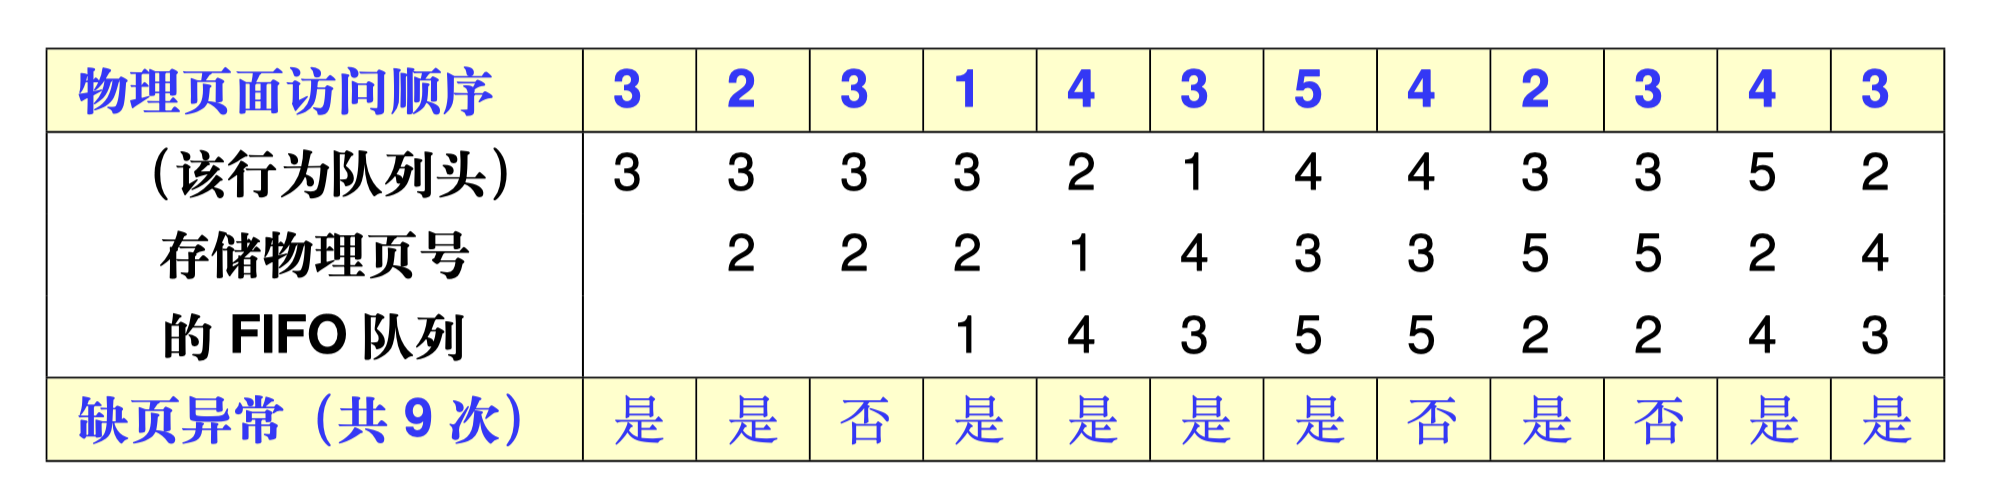 物理页面访问顺序 3 2 3 1 4 3 5 4 2 3 4 3
（该行为队列头） 3 3 3 3 2 1 4 4 3 3 5 2
存储物理页号 2 2 2 1 4 3 3 5 5 2 4
的 FIFO 队列 1 4 3 5 5 2 2 4 3
缺页异常（共 9 次） 是 是 否 是 是 是 是 否 是 否 是 是